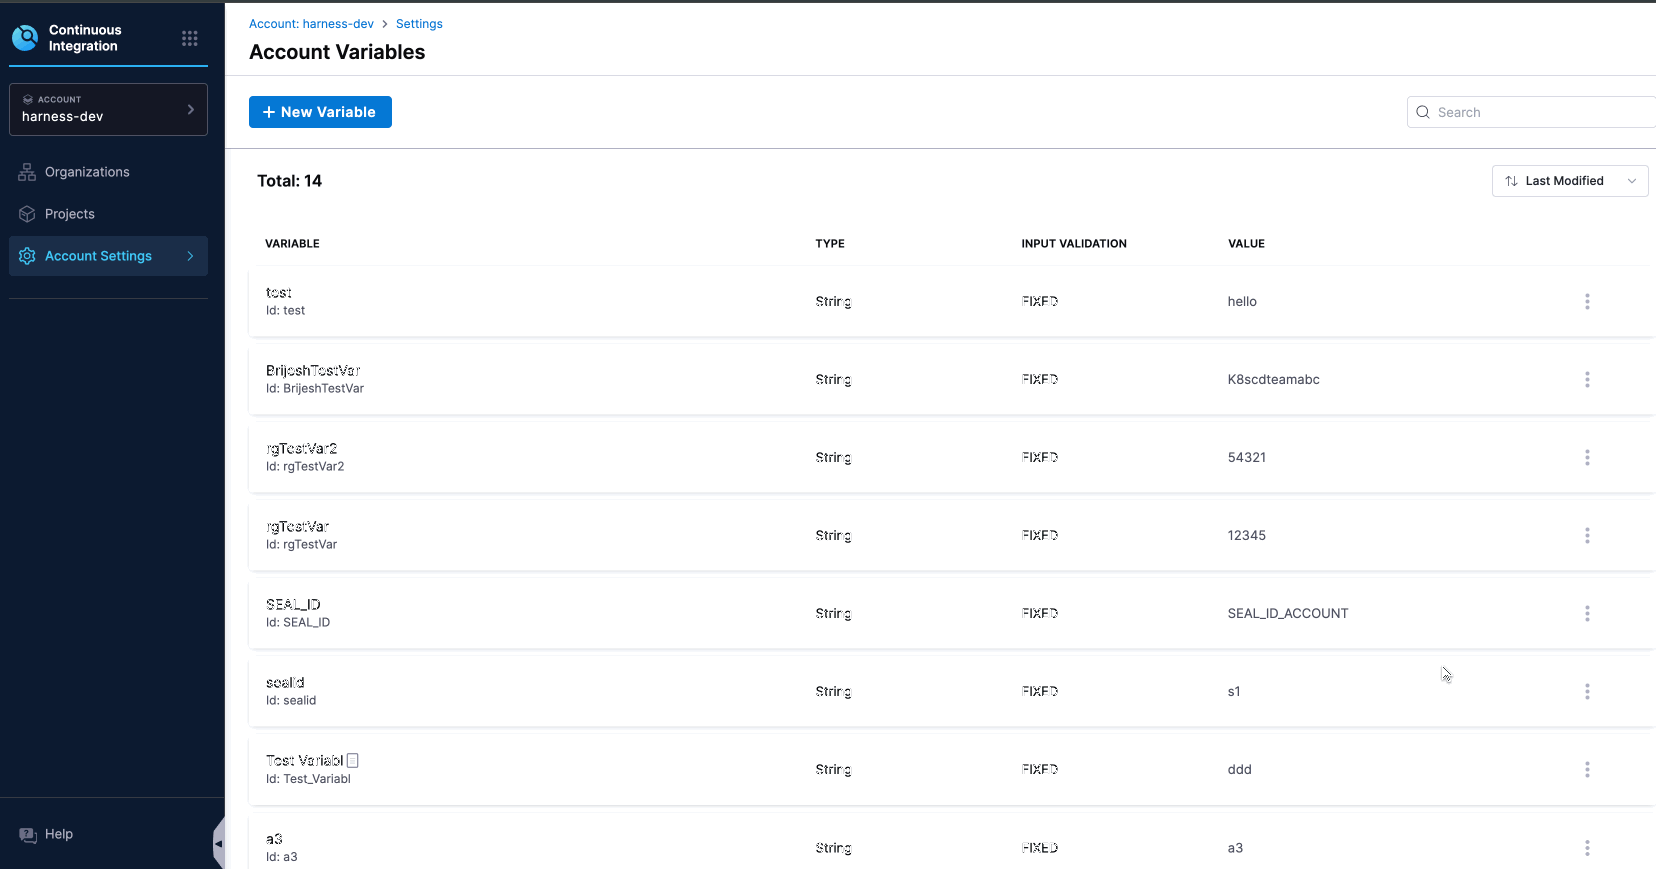 Continuous
Integration
ACCOUNT
harness-dev
Organizations
Projects
Account Settings
Help
Account: harness-dev > Settings
Account Variables
+ New Variable
Search
Total: 14
Last Modified
VARIABLE TYPE INPUT VALIDATION VALUE
test String FIXED hello
Id: test
BrijeshTestVar String FIXED K8scdteamabc
Id: BrijeshTestVar
rgTestVar2 String FIXED 54321
Id: rgTestVar2
rgTestVar String FIXED 12345
Id: rgTestVar
SEAL_ID String FIXED SEAL_ID_ACCOUNT
Id: SEAL_ID
sealid String FIXED s1
Id: sealid
Test Variabl String FIXED ddd
Id: Test_Variabl
a3 String FIXED a3
Id: a3